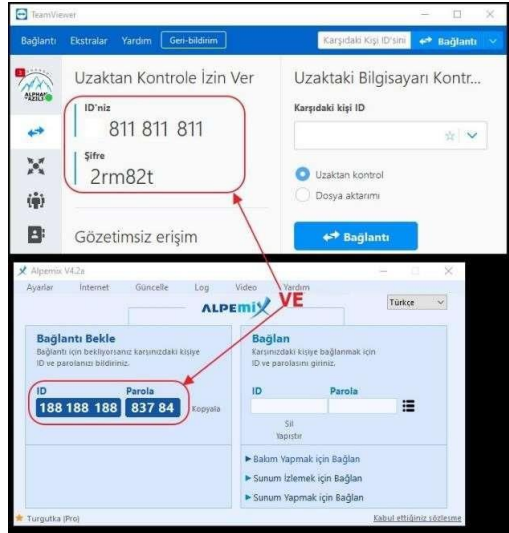 TeamViewer
Bağlantı Ekstralar Yardım Geri-bildirim Karşıdaki Kişi ID'sini Bağlantı
Uzaktan Kontrole İzin Ver
ID'niz
811 811 811
Şifre
2rm82t
Gözetimsiz erişim
Uzaktaki Bilgisayarı Kontr...
Karşıdaki kişi ID
Uzaktan kontrol
Dosya aktarımı
Bağlantı
VE
Alpemix V4.2a
Ayarlar İnternet Güncelle Log Video Yardım
ALPEMİX
Türkçe
Bağlantı Bekle
Bağlantı için bekliyorsanız karşınızdaki kişiye
ID ve parolanızı bildiriniz.
ID Parola
188 188 188 837 84 Kopyala
Bağlan
Karşınızdaki kişiye bağlanmak için
ID ve parolasını giriniz.
ID Parola
Sil
Yapıştır
Bakım Yapmak için Bağlan
Sunum İzlemek için Bağlan
Sunum Yapmak için Bağlan
Turgutka (Pro) Kabul ettiğiniz sözleşme